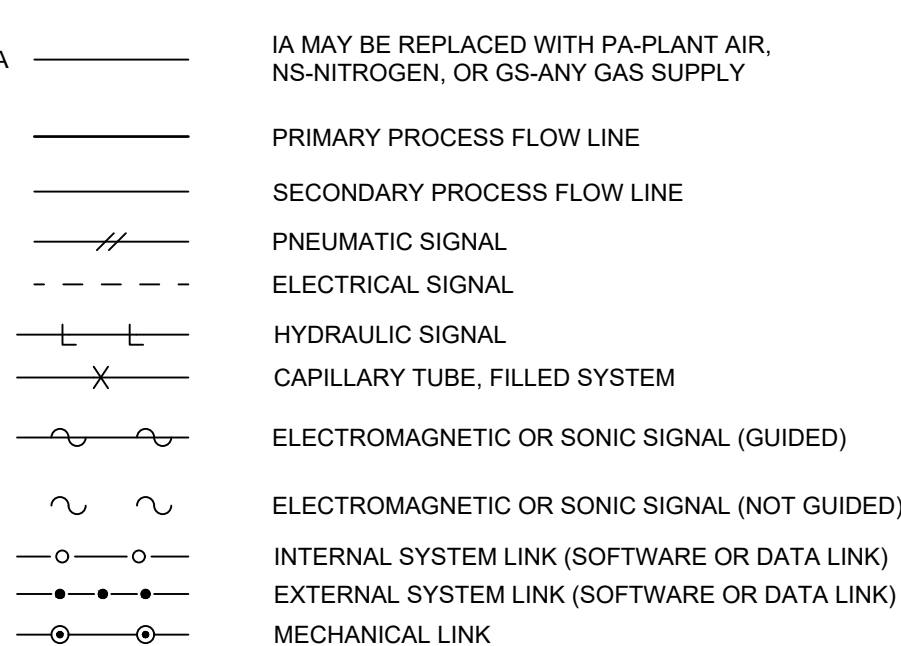 IA MAY BE REPLACED WITH PA-PLANT AIR,
NS-NITROGEN, OR GS-ANY GAS SUPPLY
PRIMARY PROCESS FLOW LINE
SECONDARY PROCESS FLOW LINE
PNEUMATIC SIGNAL
ELECTRICAL SIGNAL
HYDRAULIC SIGNAL
CAPILLARY TUBE, FILLED SYSTEM
ELECTROMAGNETIC OR SONIC SIGNAL (GUIDED)
ELECTROMAGNETIC OR SONIC SIGNAL (NOT GUIDED)
INTERNAL SYSTEM LINK (SOFTWARE OR DATA LINK)
EXTERNAL SYSTEM LINK (SOFTWARE OR DATA LINK)
MECHANICAL LINK